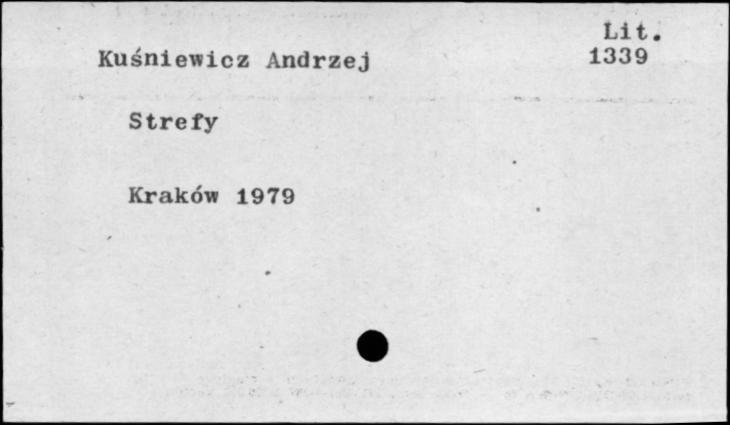 Lit.
Kuśniewicz Andrzej 1339
Strefy
Kraków 1979